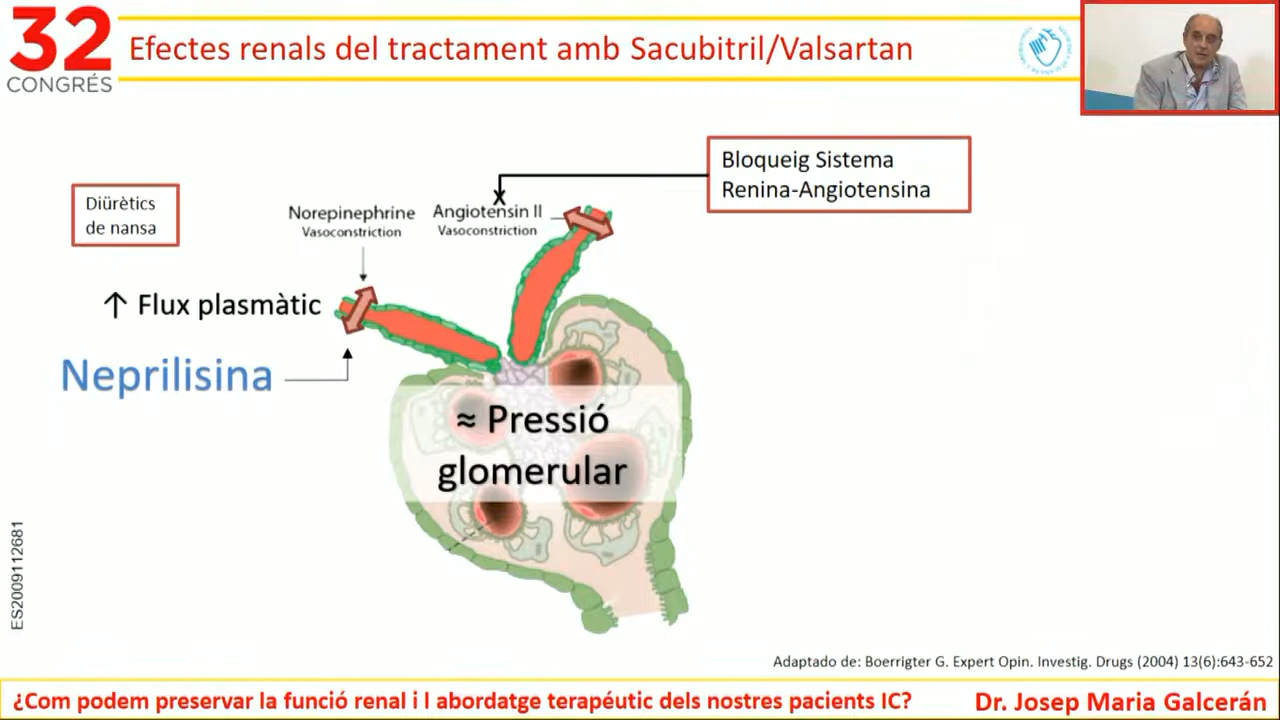 32
CONGRÉS
Efectes renals del tractament amb Sacubitril/Valsartan
Bloqueig Sistema
Renina-Angiotensina
Diürètics
de nansa
Norepinephrine
Vasoconstriction
Angiotensin II
Vasoconstriction
↑ Flux plasmàtic
Neprilisina
≈ Pressió
glomerular
ES2009112681
Adaptado de: Boerrigter G. Expert Opin. Investig. Drugs (2004) 13(6):643-652
¿Com podem preservar la funció renal i l abordatge terapéutic dels nostres pacients IC?
Dr. Josep Maria Galcerán